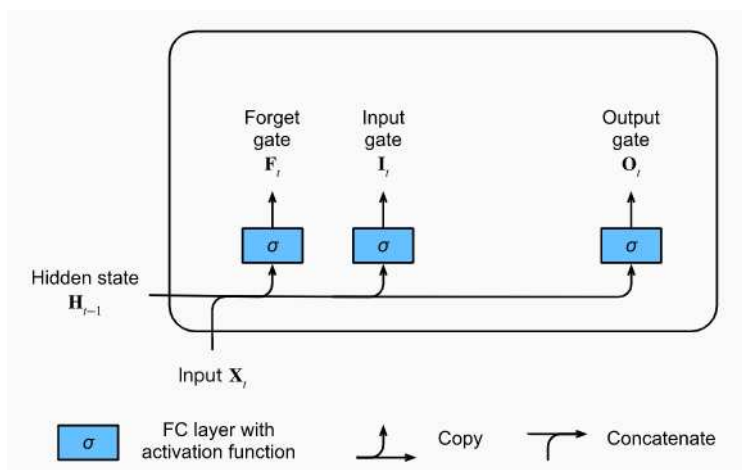 Forget
gate
F_t
Input
gate
I_t
Output
gate
O_t
σ
σ
σ
Hidden state
H_{t−1}
Input X_t
σ
FC layer with
activation function
Copy
Concatenate